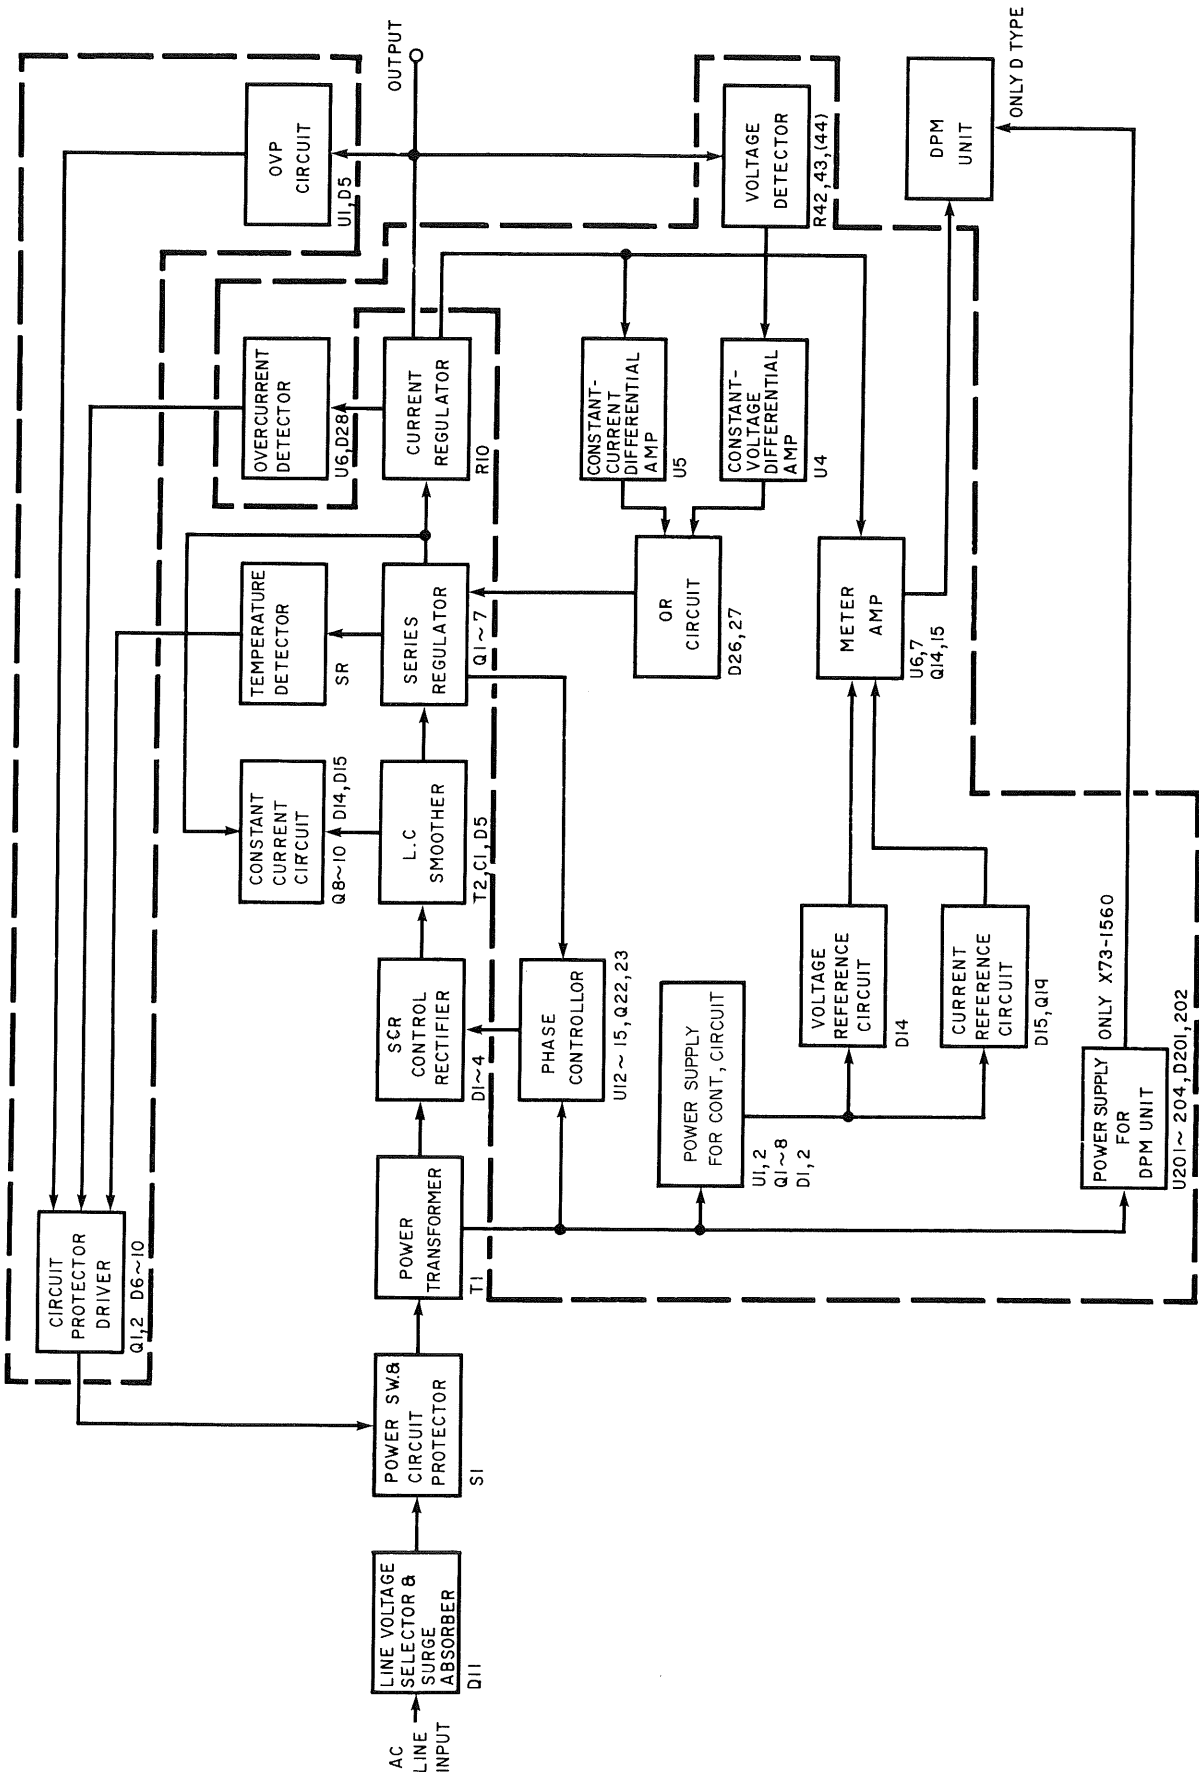 AC
LINE
INPUT
LINE VOLTAGE
SELECTOR &
SURGE
ABSORBER
D11
POWER SW.&
CIRCUIT
PROTECTOR
S1
CIRCUIT
PROTECTOR
DRIVER
Q1,2 D6~10
POWER
TRANSFORMER
T1
SCR
CONTROL
RECTIFIER
D1~4
L.C
SMOOTHER
T2,C1,D5
SERIES
REGULATOR
Q1~7
CURRENT
REGULATOR
R10
OUTPUT
CONSTANT
CURRENT
CIRCUIT
Q8~10 D14,D15
TEMPERATURE
DETECTOR
SR
OVERCURRENT
DETECTOR
U6,D28
OVP
CIRCUIT
U1,D5
PHASE
CONTROLLOR
U12~15,Q22,23
POWER SUPPLY
FOR CONT, CIRCUIT
U1,2
Q1~8
D1,2
OR
CIRCUIT
D26,27
CONSTANT-
CURRENT
DIFFERENTIAL
AMP
U5
CONSTANT-
VOLTAGE
DIFFERENTIAL
AMP
U4
VOLTAGE
DETECTOR
R42,43,(44)
VOLTAGE
REFERENCE
CIRCUIT
D14
CURRENT
REFERENCE
CIRCUIT
D15,Q19
METER
AMP
U6,7
Q14,15
DPM
UNIT
ONLY D TYPE
POWER SUPPLY
FOR
DPM UNIT
U201~204,D201,202
ONLY X73-1560